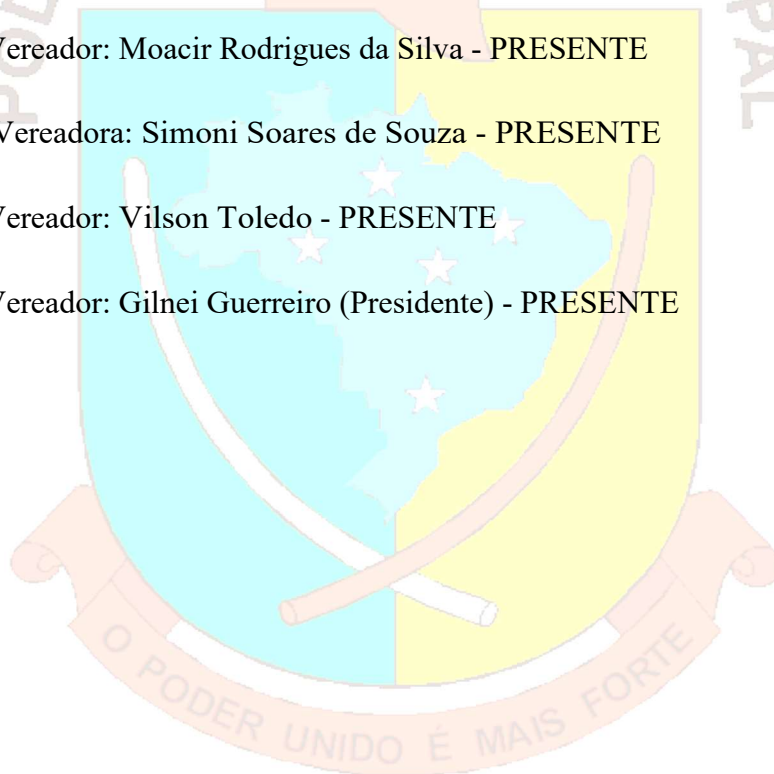 Vereador: Moacir Rodrigues da Silva - PRESENTE
Vereadora: Simoni Soares de Souza - PRESENTE
Vereador: Vilson Toledo - PRESENTE
Vereador: Gilnei Guerreiro (Presidente) - PRESENTE
O PODER UNIDO É MAIS FORTE